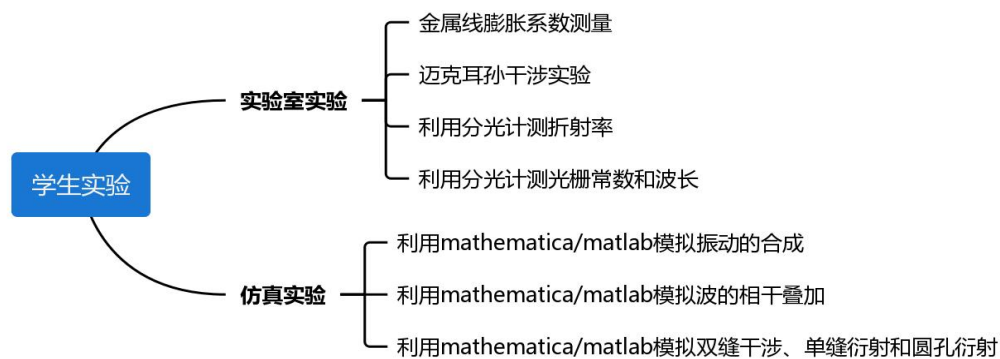 学生实验
实验室实验
金属线膨胀系数测量
迈克耳孙干涉实验
利用分光计测折射率
利用分光计测光栅常数和波长
仿真实验
利用mathematica/matlab模拟振动的合成
利用mathematica/matlab模拟波的相干叠加
利用mathematica/matlab模拟双缝干涉、单缝衍射和圆孔衍射